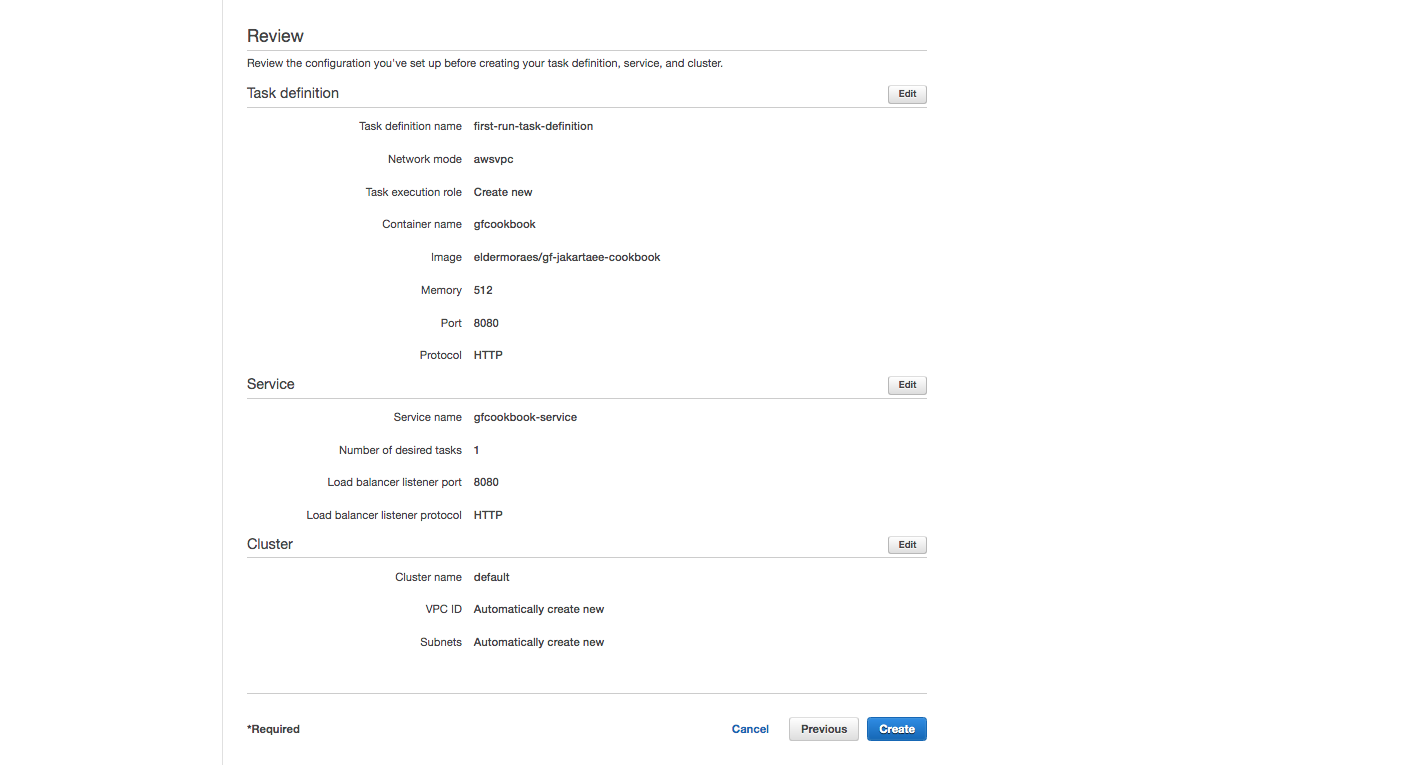 Review
Review the configuration you've set up before creating your task definition, service, and cluster.
Task definition Edit
Task definition name first-run-task-definition
Network mode awsvpc
Task execution role Create new
Container name gfcookbook
Image eldermoraes/gf-jakartaee-cookbook
Memory 512
Port 8080
Protocol HTTP
Service Edit
Service name gfcookbook-service
Number of desired tasks 1
Load balancer listener port 8080
Load balancer listener protocol HTTP
Cluster Edit
Cluster name default
VPC ID Automatically create new
Subnets Automatically create new
*Required Cancel Previous Create